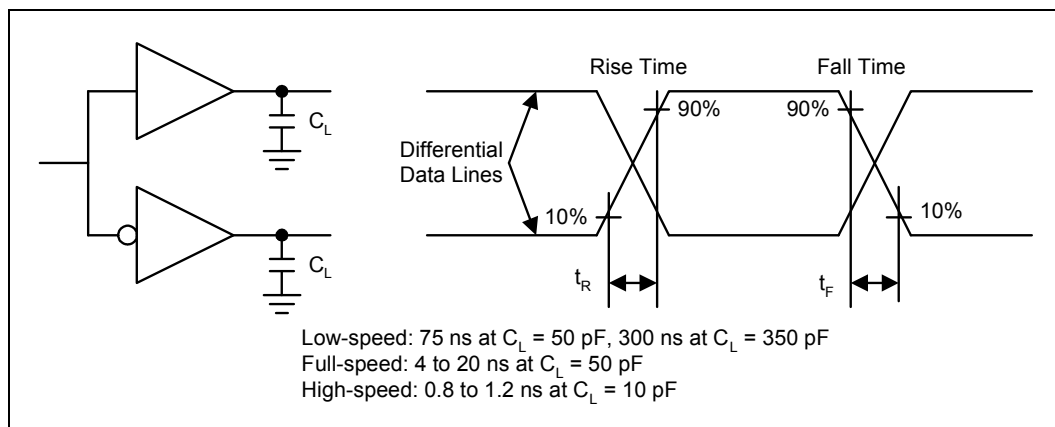 Rise Time
Fall Time
C_L
90%
90%
Differential
Data Lines
10%
10%
C_L
t_R
t_F
Low-speed: 75 ns at C_L = 50 pF, 300 ns at C_L = 350 pF
Full-speed: 4 to 20 ns at C_L = 50 pF
High-speed: 0.8 to 1.2 ns at C_L = 10 pF